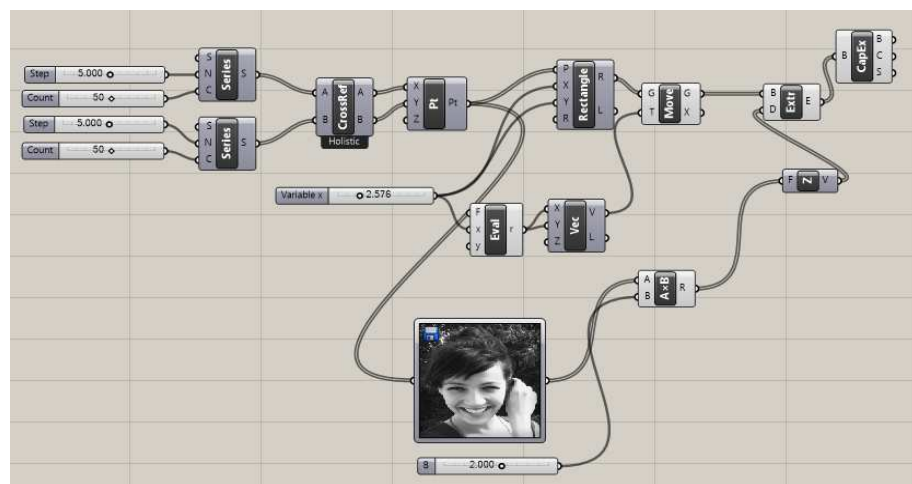 Step 5.000
Count 50
Step 5.000
Count 50
S N C Series S
S N C Series S
A B CrossRef A B
Holistic
X Y Z Pt Pt
Variable x 2.576
F x y Eval r
X Y Z Vec V L
P X Y R Rectangle R L
G T Move G X
B D Extr E
B CapEx B C S
F Z V
A B A×B R
B 2.000